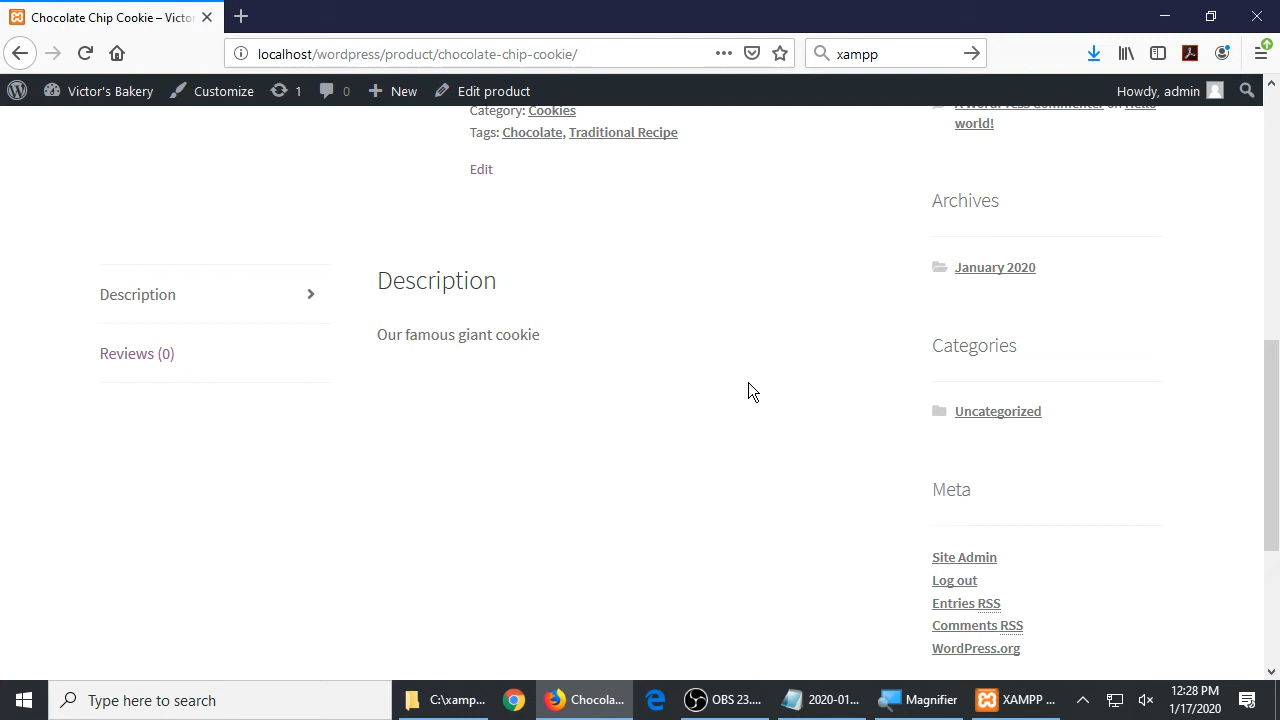 Chocolate Chip Cookie – Victor
localhost/wordpress/product/chocolate-chip-cookie/
xampp
Victor's Bakery
Customize
1
0
New
Edit product
Howdy, admin
Category: Cookies
Tags: Chocolate, Traditional Recipe
Edit
Description
Reviews (0)
Description
Our famous giant cookie
A WordPress Commenter on Hello
world!
Archives
January 2020
Categories
Uncategorized
Meta
Site Admin
Log out
Entries RSS
Comments RSS
WordPress.org
Type here to search
C:\xamp...
Chocola...
OBS 23....
2020-01...
Magnifier
XAMPP ...
12:28 PM
1/17/2020